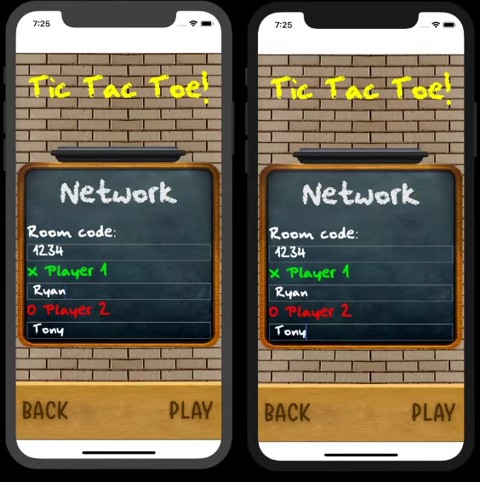 7:25
Tic Tac Toe!
Network
Room code:
1234
X Player 1
Ryan
O Player 2
Tony
BACK PLAY
7:25
Tic Tac Toe!
Network
Room code:
1234
X Player 1
Ryan
O Player 2
Tony
BACK PLAY